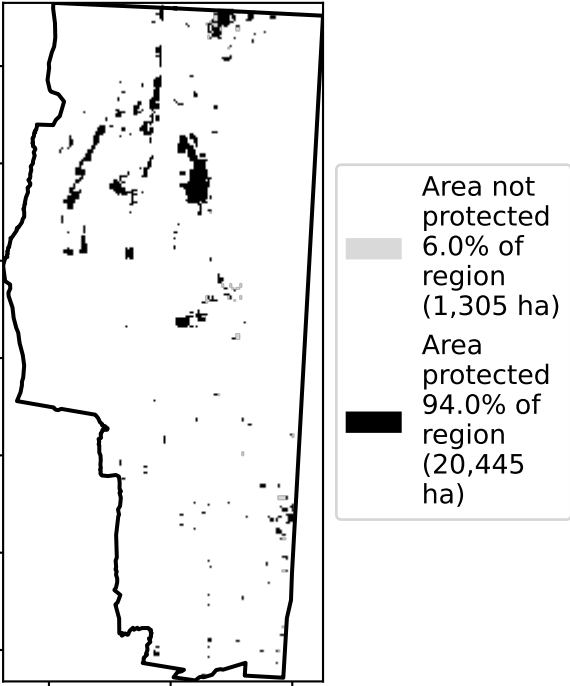 Area not
protected
6.0% of
region
(1,305 ha)
Area
protected
94.0% of
region
(20,445
ha)